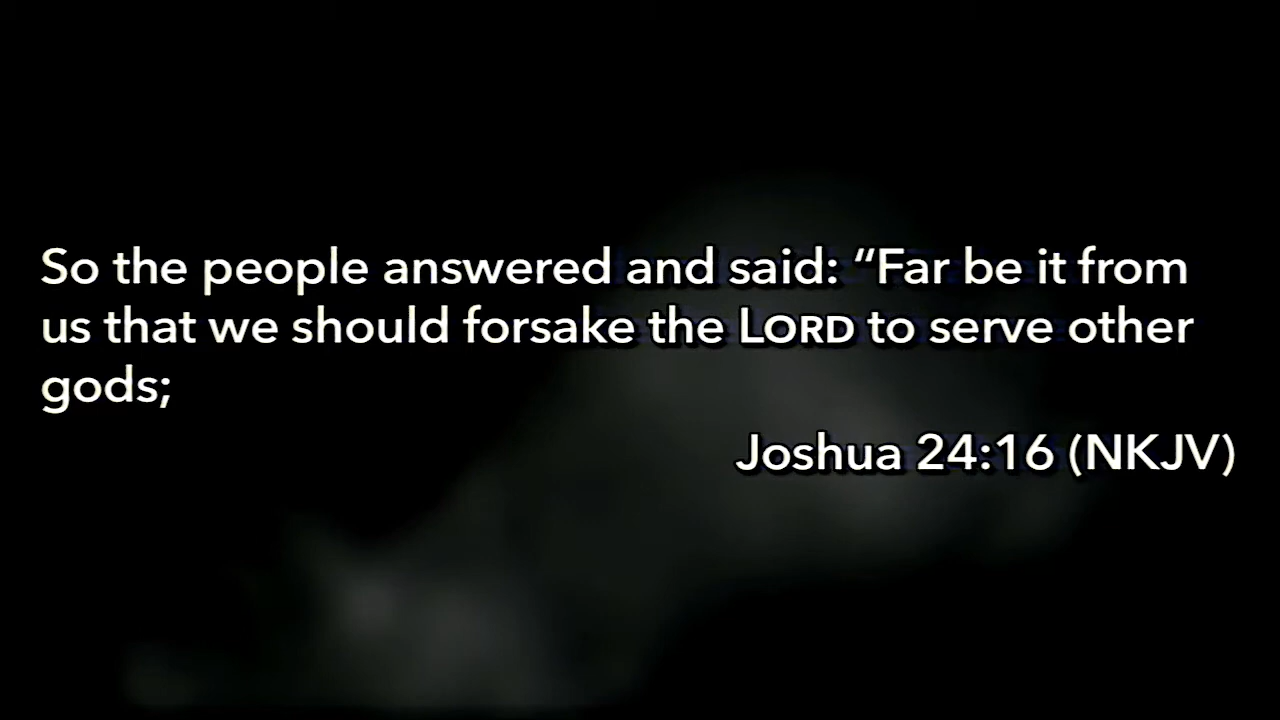 So the people answered and said: “Far be it from
us that we should forsake the LORD to serve other
gods;
Joshua 24:16 (NKJV)